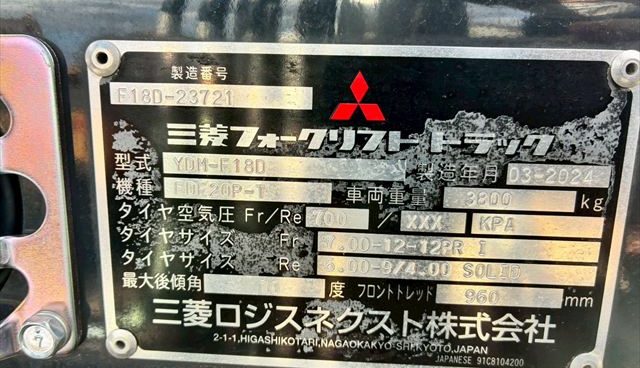 製造番号
F18D-23721
三菱フォークリフト トラック
型式 YDM-F18D 製造年月 03-2024
機種 FDE20P-T 車両重量 3800 kg
タイヤ空気圧 Fr/Re 700 / XXX KPA
タイヤサイズ Fr 7.00-12-12PR I
タイヤサイズ Re 6.00-9/4.00 SOLID
最大後傾角 度 フロントトレッド 960 mm
三菱ロジスネクスト株式会社
2-1-1,HIGASHIKOTARI,NAGAOKAKYO SHI,KYOTO,JAPAN
JAPANESE 91C8104200